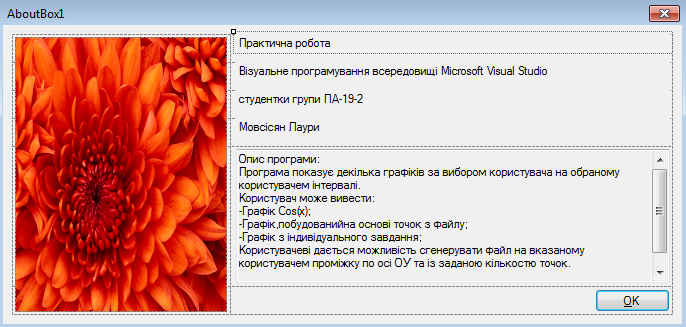 AboutBox1
Практична робота
Візуальне програмування всередовищі Microsoft Visual Studio
студентки групи ПА-19-2
Мовсісян Лаури
Опис програми:
Програма показує декілька графіків за вибором користувача на обраному
користувачем інтервалі.
Користувач може вивести:
-Графік Cos(x);
-Графік,побудованийна основі точок з файлу;
-Графік з індивідуального завдання;
Користувачеві дається можливість сгенерувати файл на вказаному
користувачем проміжку по осі ОУ та із заданою кількостю точок.
OK